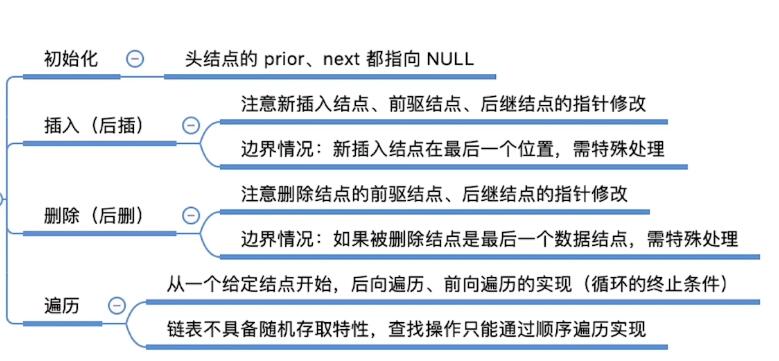 初始化
头结点的 prior、next 都指向 NULL
插入（后插）
注意新插入结点、前驱结点、后继结点的指针修改
边界情况：新插入结点在最后一个位置，需特殊处理
删除（后删）
注意删除结点的前驱结点、后继结点的指针修改
边界情况：如果被删除结点是最后一个数据结点，需特殊处理
遍历
从一个给定结点开始，后向遍历、前向遍历的实现（循环的终止条件）
链表不具备随机存取特性，查找操作只能通过顺序遍历实现